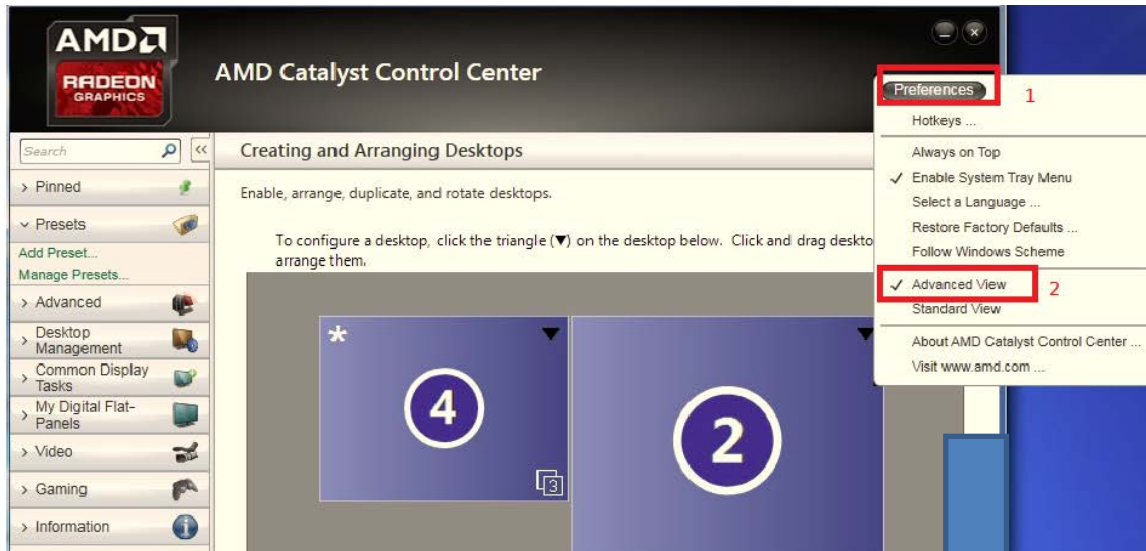 AMD
RADEON
GRAPHICS
AMD Catalyst Control Center
Preferences
1
Hotkeys ...
Always on Top
Enable System Tray Menu
Select a Language ...
Restore Factory Defaults ...
Follow Windows Scheme
Advanced View
2
Standard View
About AMD Catalyst Control Center ...
Visit www.amd.com ...
Search
<<
Pinned
Presets
Add Preset...
Manage Presets...
Advanced
Desktop
Management
Common Display
Tasks
My Digital Flat-
Panels
Video
Gaming
Information
Creating and Arranging Desktops
Enable, arrange, duplicate, and rotate desktops.
To configure a desktop, click the triangle (▼) on the desktop below. Click and drag deskto
arrange them.
*
4
3
2